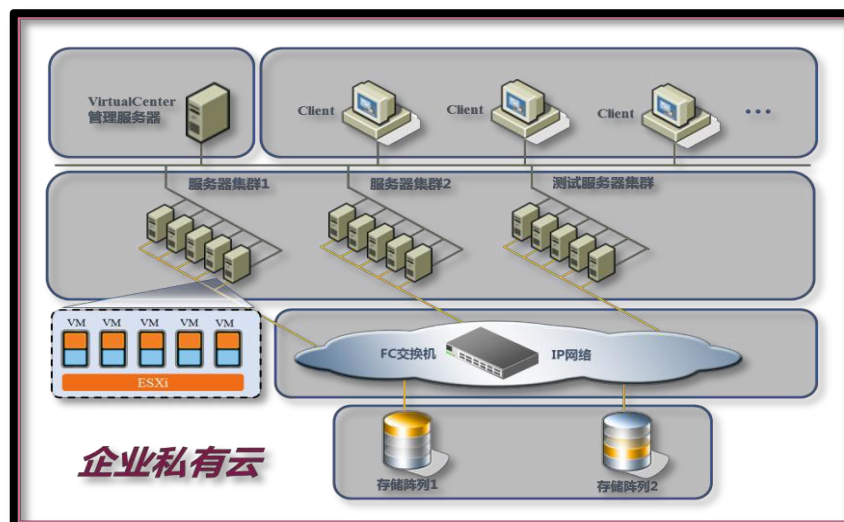 VirtualCenter
管理服务器
Client
Client
Client
...
服务器集群1
服务器集群2
测试服务器集群
VM VM VM VM VM
ESXi
FC交换机
IP网络
企业私有云
存储阵列1
存储阵列2